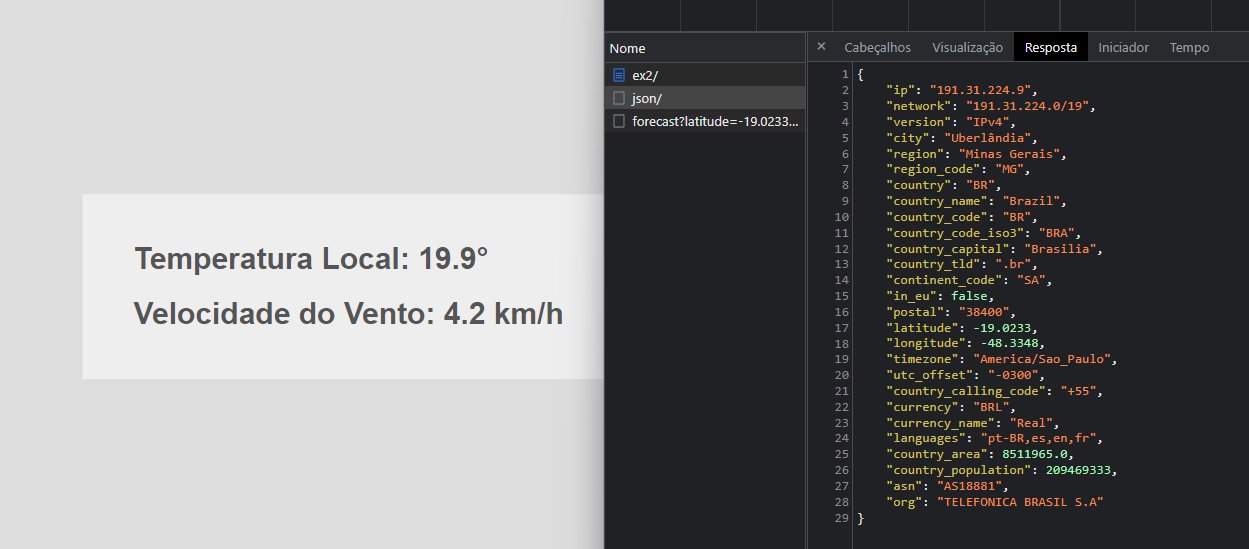 Temperatura Local: 19.9°
Velocidade do Vento: 4.2 km/h
Nome
ex2/
json/
forecast?latitude=-19.0233...
× Cabeçalhos Visualização Resposta Iniciador Tempo
1 {
2 "ip": "191.31.224.9",
3 "network": "191.31.224.0/19",
4 "version": "IPv4",
5 "city": "Uberlândia",
6 "region": "Minas Gerais",
7 "region_code": "MG",
8 "country": "BR",
9 "country_name": "Brazil",
10 "country_code": "BR",
11 "country_code_iso3": "BRA",
12 "country_capital": "Brasilia",
13 "country_tld": ".br",
14 "continent_code": "SA",
15 "in_eu": false,
16 "postal": "38400",
17 "latitude": -19.0233,
18 "longitude": -48.3348,
19 "timezone": "America/Sao_Paulo",
20 "utc_offset": "-0300",
21 "country_calling_code": "+55",
22 "currency": "BRL",
23 "currency_name": "Real",
24 "languages": "pt-BR,es,en,fr",
25 "country_area": 8511965.0,
26 "country_population": 209469333,
27 "asn": "AS18881",
28 "org": "TELEFONICA BRASIL S.A"
29 }